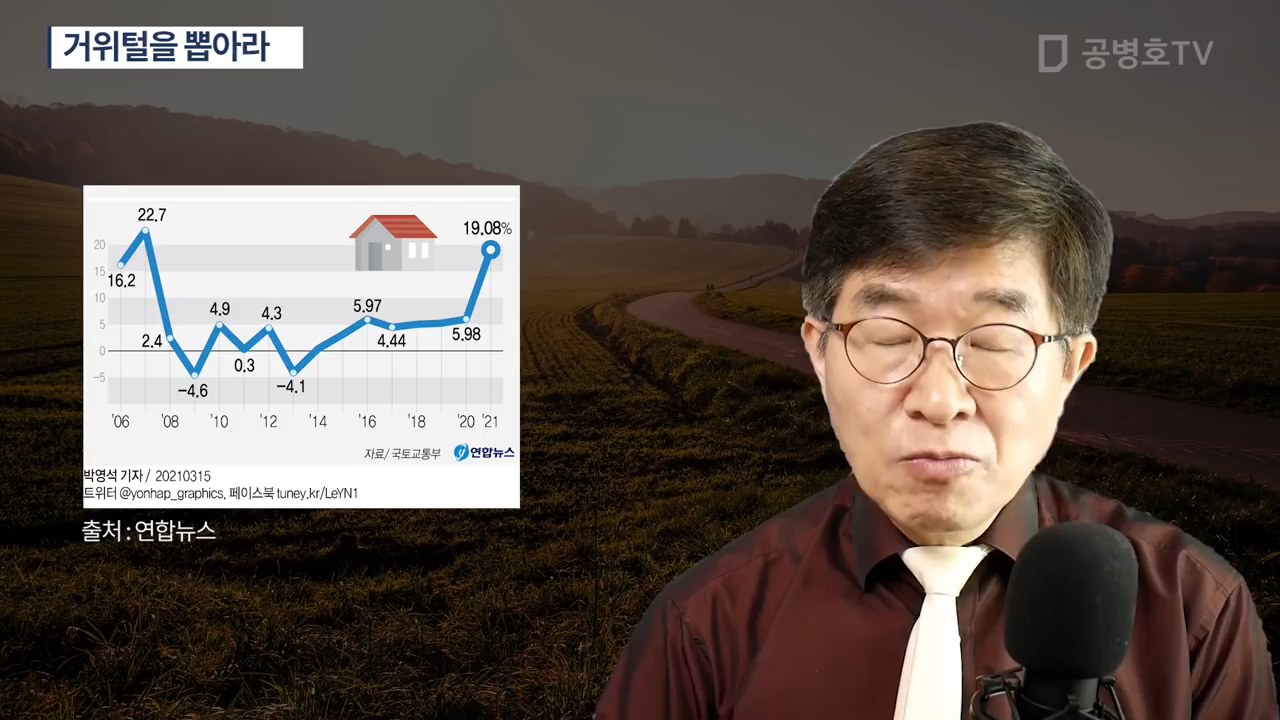 거위털을 뽑아라
공병호TV
22.7
19.08%
20
15
16.2
10
4.9
4.3
5.97
5
2.4
4.44
5.98
0
0.3
−5
−4.6
−4.1
'06 '08 '10 '12 '14 '16 '18 '20 '21
자료/국토교통부 연합뉴스
박영석 기자 / 20210315
트위터 @yonhap_graphics, 페이스북 tuney.kr/LeYN1
출처 : 연합뉴스